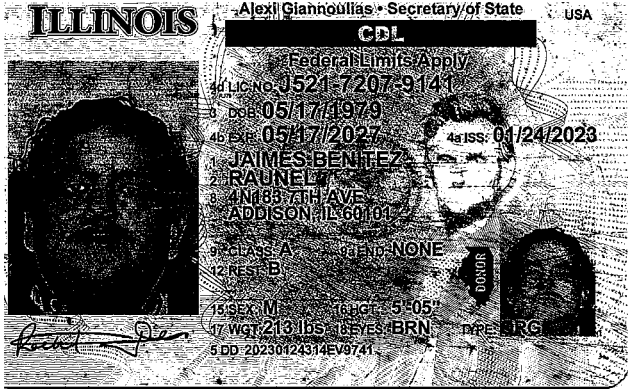 ILLINOIS
Alexi Giannoulias - Secretary of State
USA
CDL
Federal Limits Apply
4d LIC.NO. J521-7207-9141
3 DOB: 05/17/1979
4b EXP: 05/17/2027 4a ISS: 01/24/2023
1. JAIMES-BENITEZ
2. RAUNEL
8 4N183 7TH AVE
ADDISON, IL 60101
9 CLASS: A 9a END: NONE
12 REST: B
DONOR
15 SEX: M 16 HGT: 5'-05"
17 WGT: 213 lbs 18 EYES: BRN TYPE: ORG
5 DD 20230124314EV9741